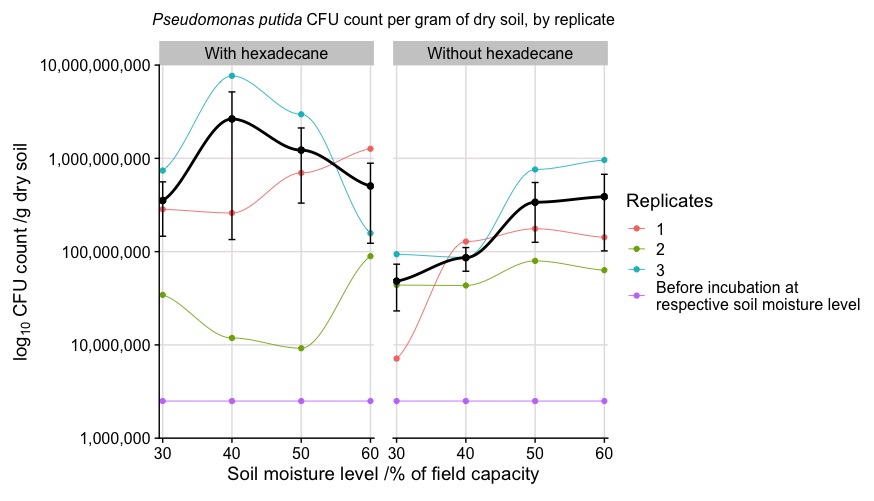 Pseudomonas putida CFU count per gram of dry soil, by replicate
With hexadecane
Without hexadecane
log10 CFU count /g dry soil
10,000,000,000
1,000,000,000
100,000,000
10,000,000
1,000,000
30 40 50 60
30 40 50 60
Soil moisture level /% of field capacity
Replicates
1
2
3
Before incubation at
respective soil moisture level